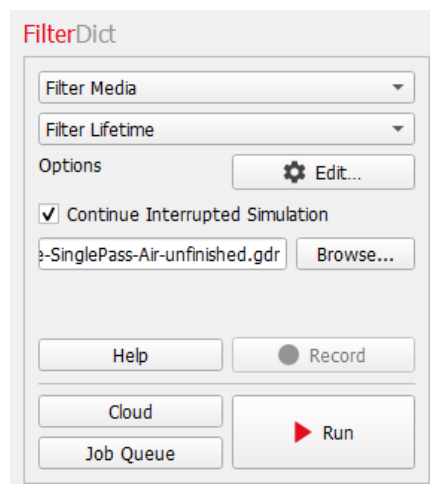 FilterDict
Filter Media
Filter Lifetime
Options
Edit...
Continue Interrupted Simulation
e-SinglePass-Air-unfinished.gdr
Browse...
Help
Record
Cloud
Run
Job Queue